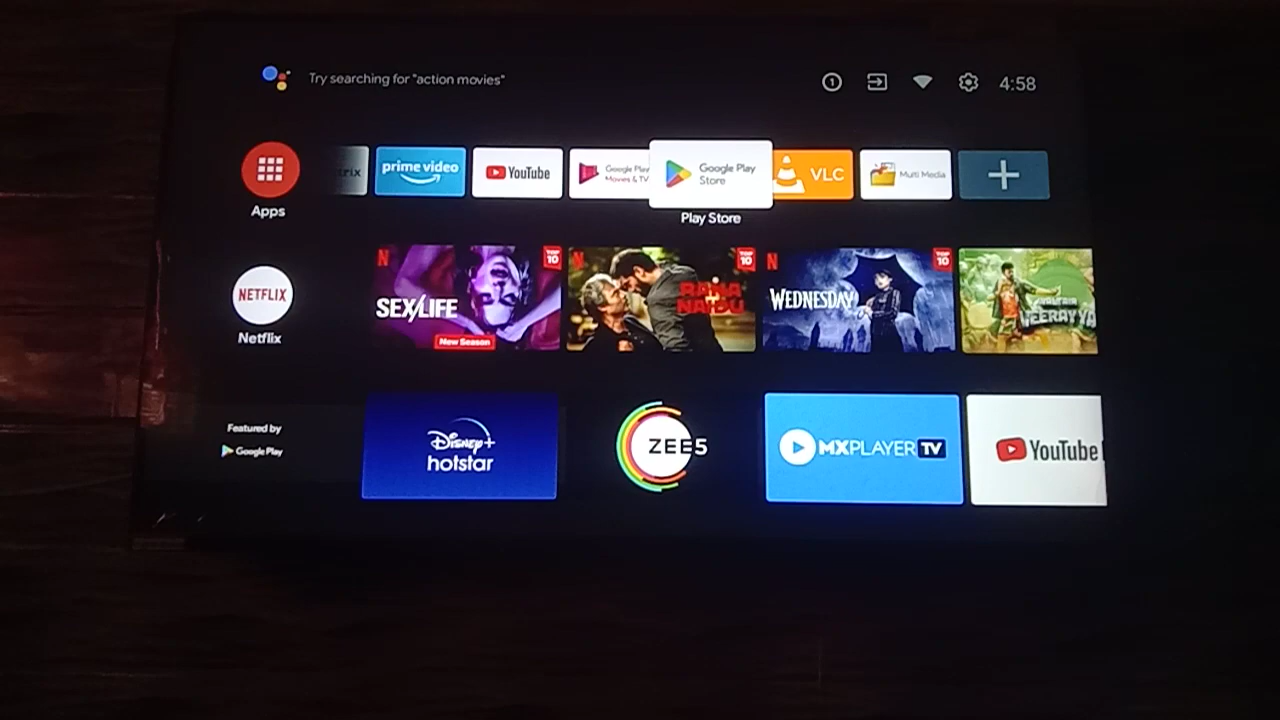 Try searching for "action movies"
1
4:58
prime video
YouTube
Google Play
Movies & TV
Google Play
Store
VLC
Multi Media
Apps
Play Store
N
TOP
10
SEX/LIFE
New Season
N
TOP
10
RANA
NAIDU
N
TOP
10
WEDNESDAY
VEERAYYA
NETFLIX
Netflix
Featured by
Google Play
Disney+
hotstar
ZEE5
MXPLAYER TV
YouTube